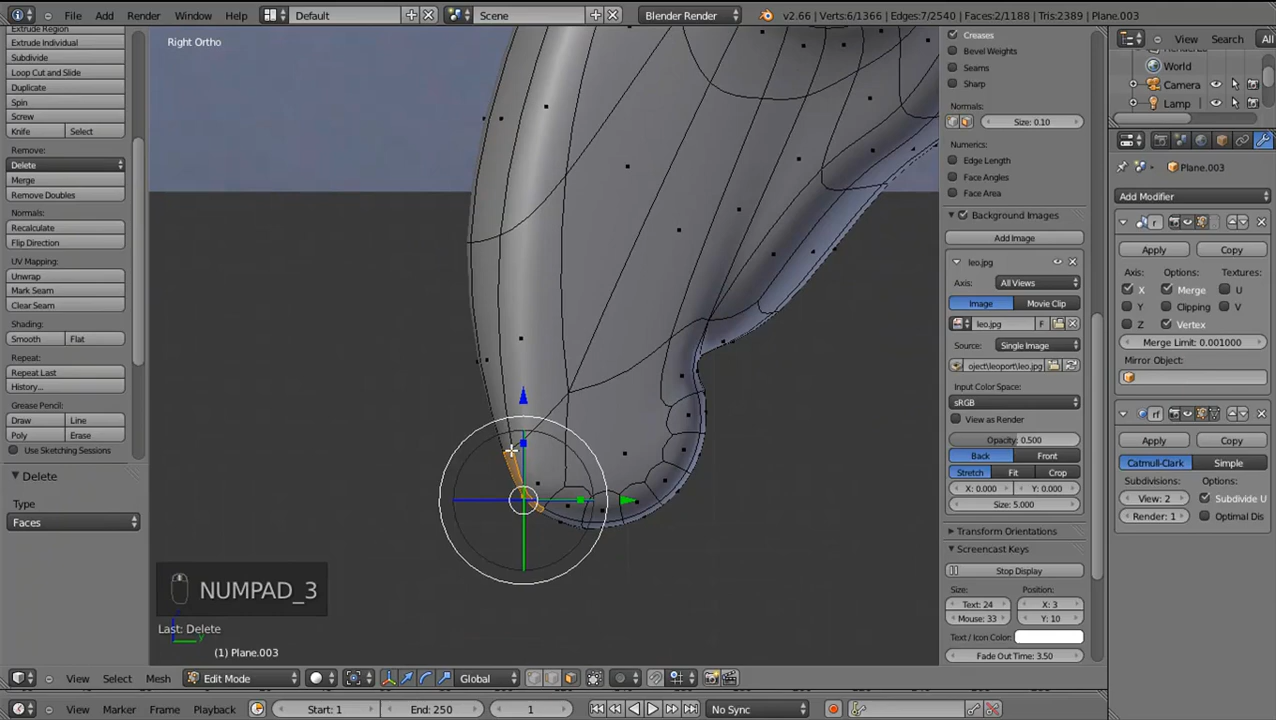 File Add Render Window Help
Default
Scene
Blender Render
v2.66 | Verts:6/1366 | Edges:7/2540 | Faces:2/1188 | Tris:2389 | Plane.003
Extrude Region
Extrude Individual
Subdivide
Loop Cut and Slide
Duplicate
Spin
Screw
Knife Select
Remove:
Delete
Merge
Remove Doubles
Normals:
Recalculate
Flip Direction
UV Mapping:
Unwrap
Mark Seam
Clear Seam
Shading:
Smooth Flat
Repeat:
Repeat Last
History...
Grease Pencil:
Draw Line
Poly Erase
Use Sketching Sessions
Delete
Type
Faces
Right Ortho
NUMPAD_3
Last: Delete
(1) Plane.003
Creases
Bevel Weights
Seams
Sharp
Normals:
Size: 0.10
Numerics:
Edge Length
Face Angles
Face Area
Background Images
Add Image
leo.jpg
Axis: All Views
Image Movie Clip
leo.jpg F
Source: Single Image
oject\leoport\leo.jpg
Input Color Space:
sRGB
View as Render
Opacity: 0.500
Back Front
Stretch Fit Crop
X: 0.000 Y: 0.000
Size: 5.000
Transform Orientations
Screencast Keys
Stop Display
Size: Position:
Text: 24 X: 3
Mouse: 33 Y: 10
Text / Icon Color:
Fade Out Time: 3.50
View Search All
World
Camera
Lamp
Plane.003
Add Modifier
Apply Copy
Axis: Options: Textures:
X Merge U
Y Clipping V
Z Vertex
Merge Limit: 0.001000
Mirror Object:
Apply Copy
Catmull-Clark Simple
Subdivisions: Options:
View: 2 Subdivide U
Render: 1 Optimal Dis
View Select Mesh Edit Mode Global
View Marker Frame Playback Start: 1 End: 250 1 No Sync